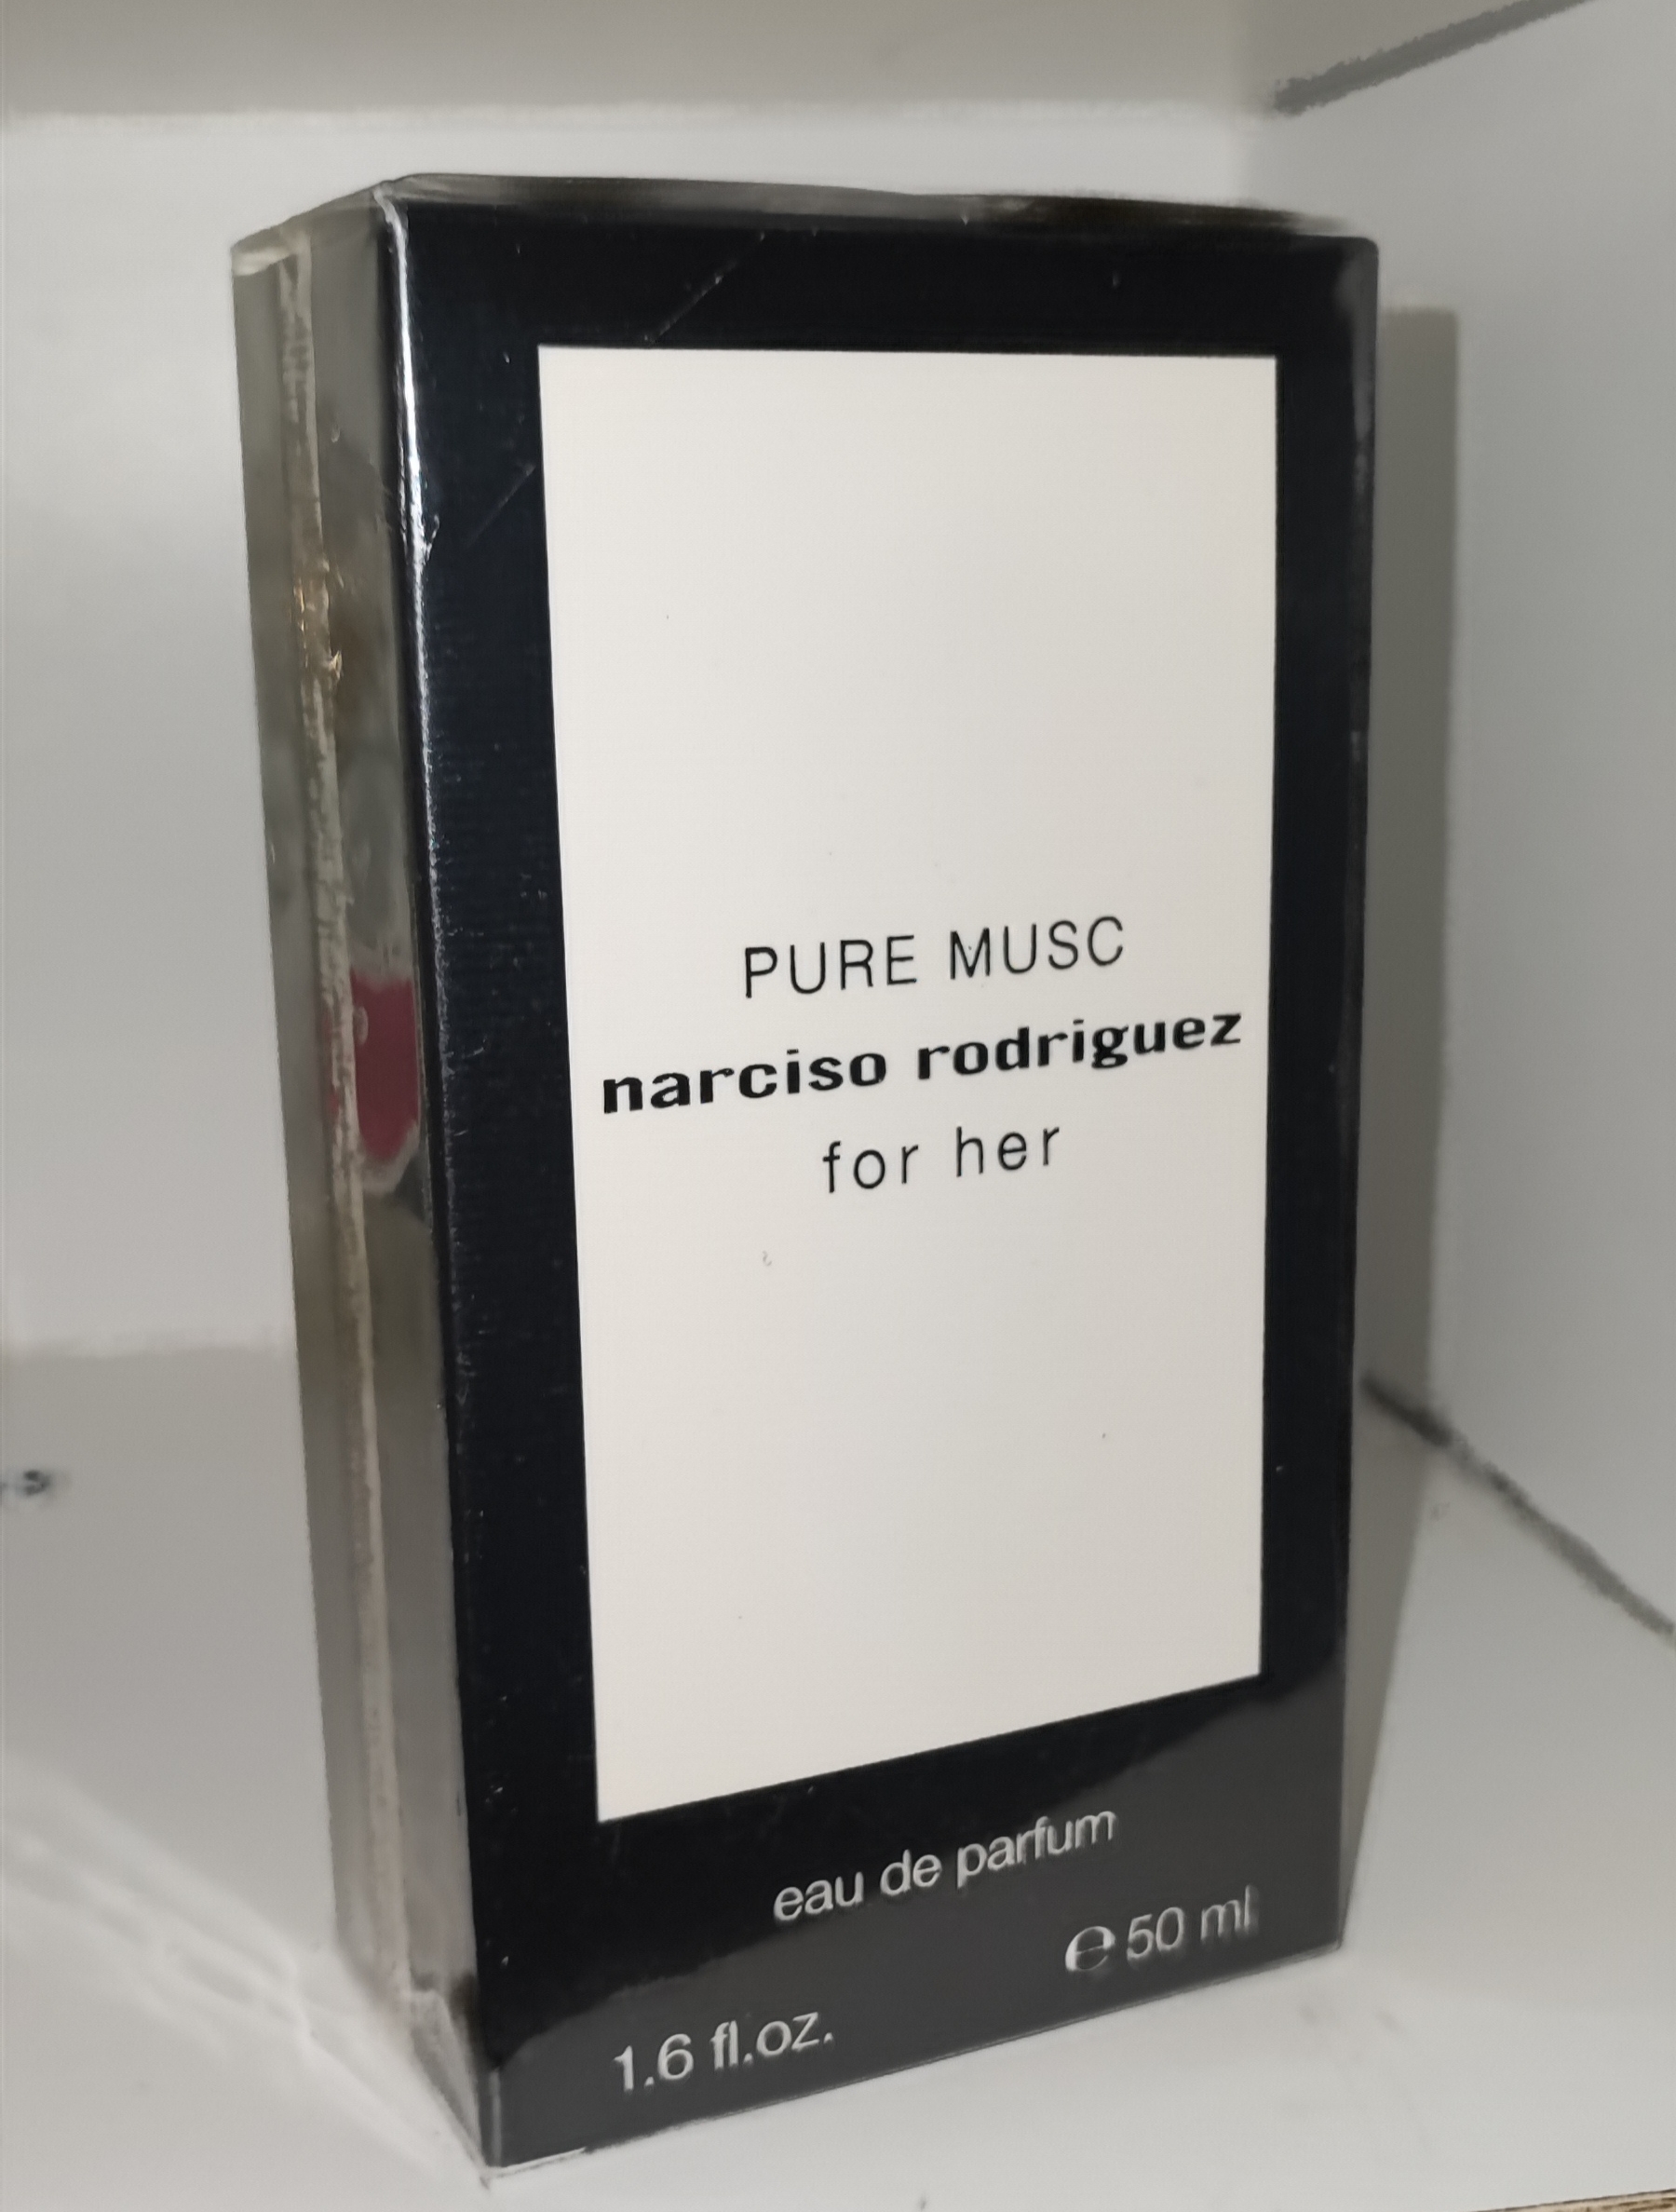 PURE MUSC
narciso rodriguez
for her
eau de parfum
℮ 50 ml
1.6 fl.oz.